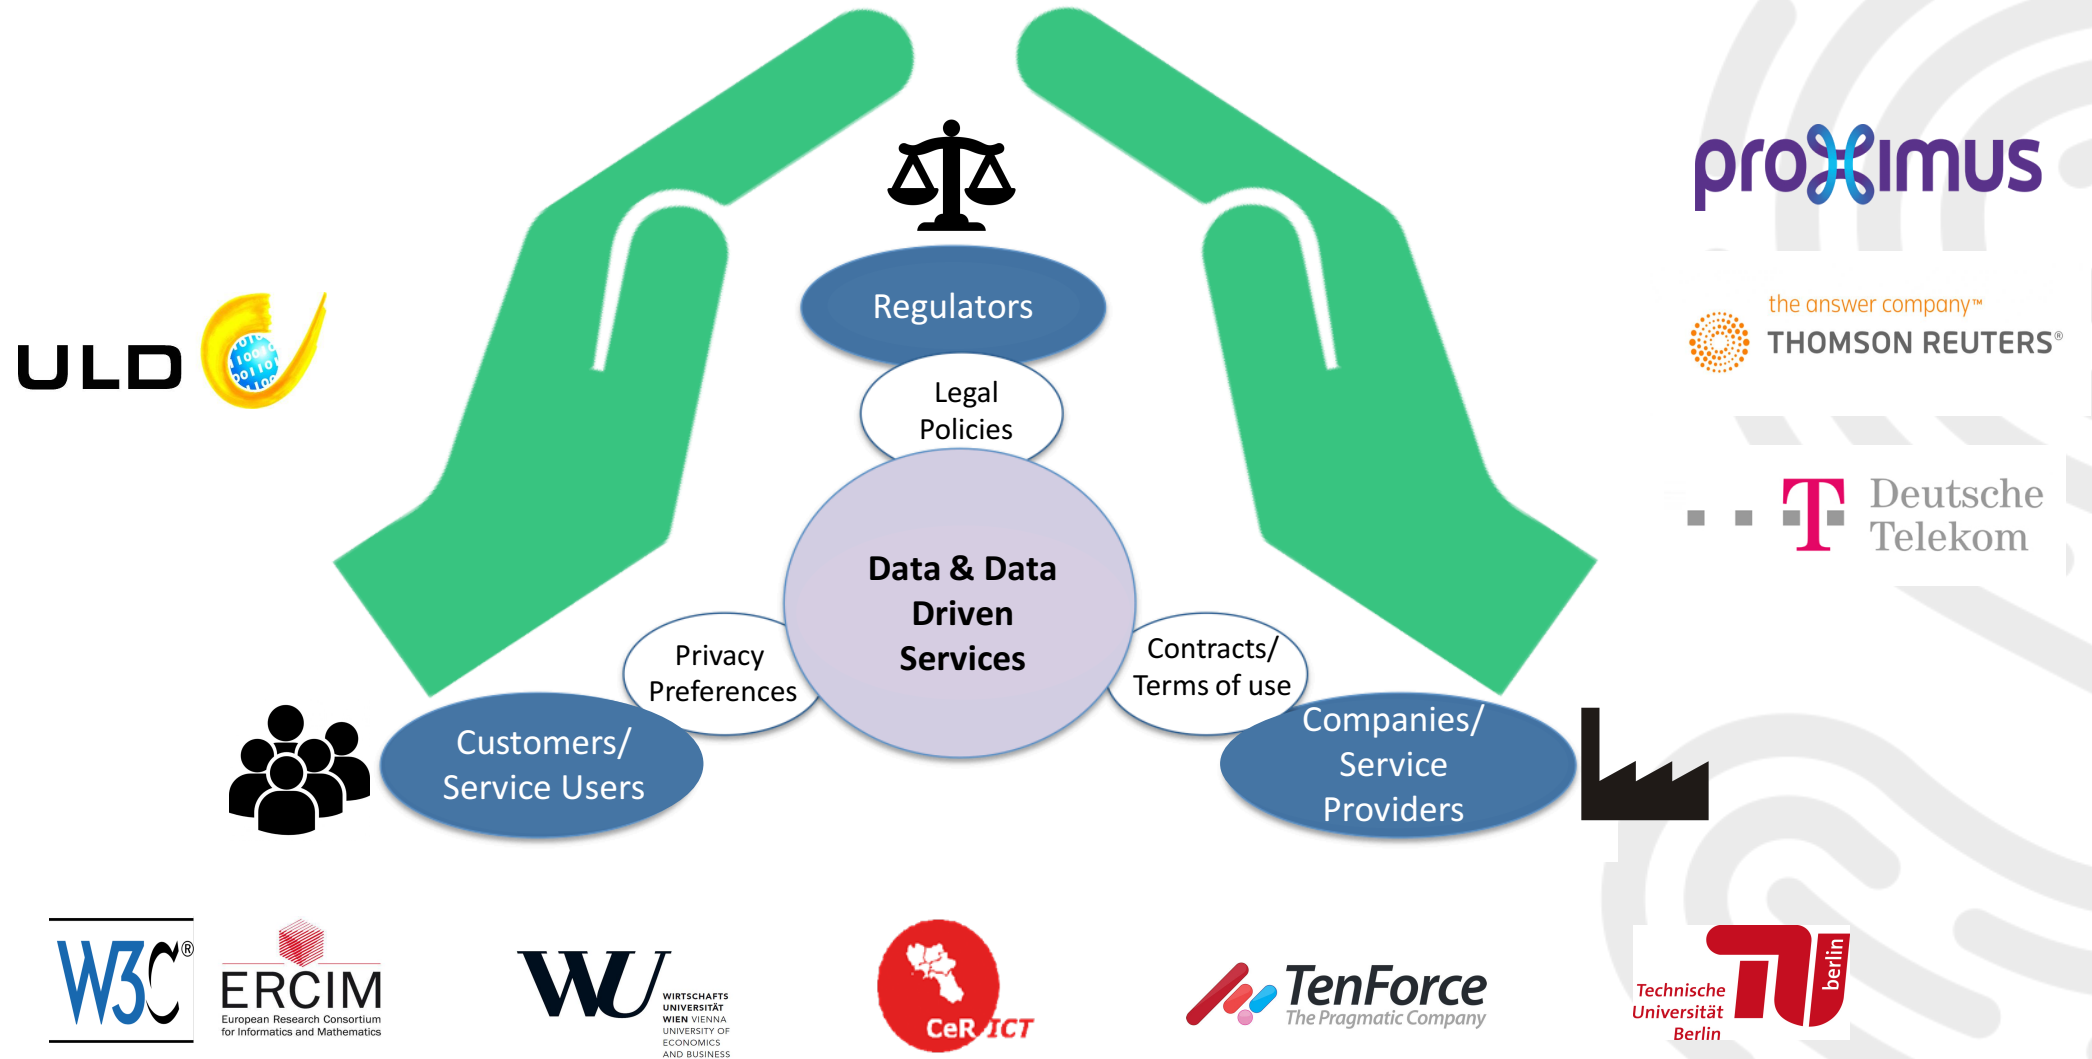 Regulators
Legal
Policies
Data & Data
Driven
Services
Privacy
Preferences
Contracts/
Terms of use
Customers/
Service Users
Companies/
Service
Providers
ULD
proximus
the answer company™
THOMSON REUTERS®
Deutsche
Telekom
T
W3C®
ERCIM
European Research Consortium
for Informatics and Mathematics
WU
WIRTSCHAFTS
UNIVERSITÄT
WIEN VIENNA
UNIVERSITY OF
ECONOMICS
AND BUSINESS
CeRICT
TenForce
The Pragmatic Company
Technische
Universität
Berlin
berlin